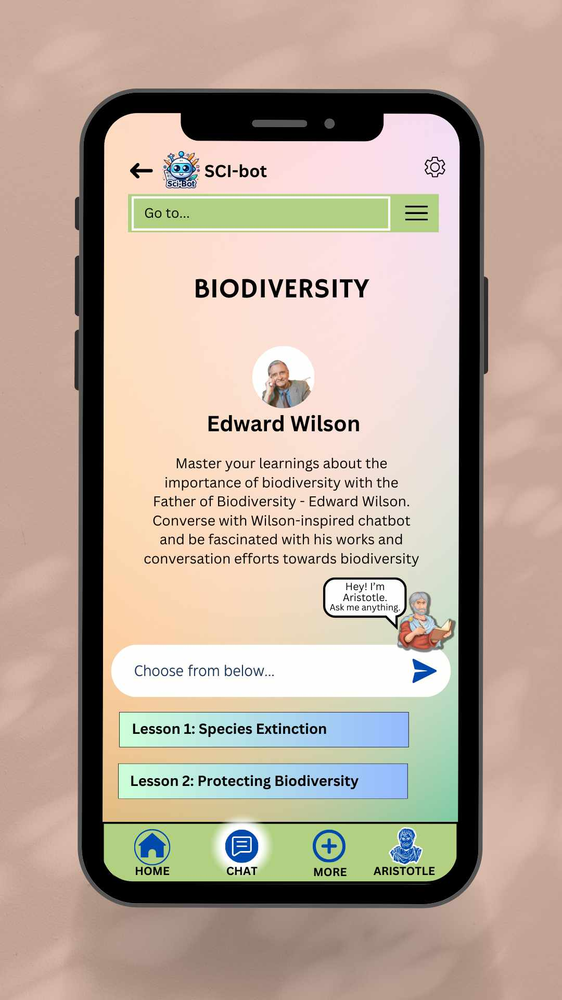 Sci-Bot
SCI-bot
Go to...
BIODIVERSITY
Edward Wilson
Master your learnings about the
importance of biodiversity with the
Father of Biodiversity - Edward Wilson.
Converse with Wilson-inspired chatbot
and be fascinated with his works and
conversation efforts towards biodiversity
Hey! I’m
Aristotle.
Ask me anything.
Choose from below...
Lesson 1: Species Extinction
Lesson 2: Protecting Biodiversity
HOME
CHAT
MORE
ARISTOTLE